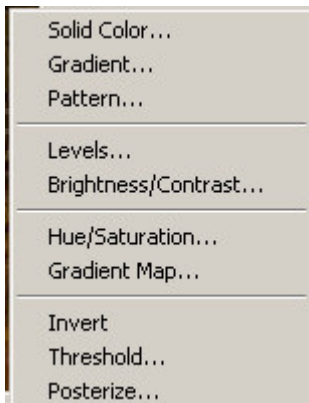 Solid Color...
Gradient...
Pattern...
Levels...
Brightness/Contrast...
Hue/Saturation...
Gradient Map...
Invert
Threshold...
Posterize...